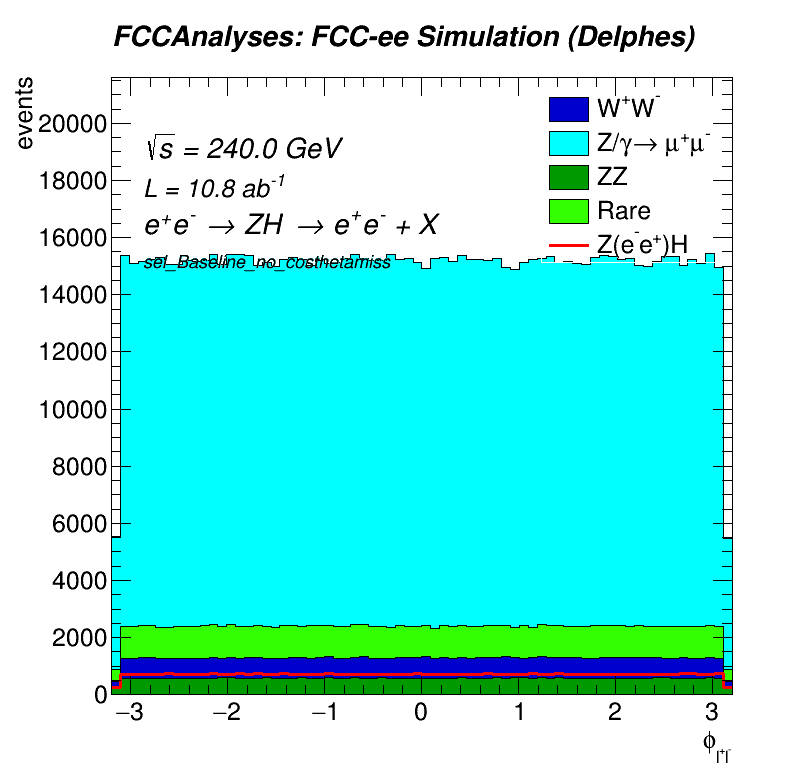 FCCAnalyses: FCC-ee Simulation (Delphes)
events
√s = 240.0 GeV
L = 10.8 ab⁻¹
e⁺e⁻ → ZH → e⁺e⁻ + X
sel_Baseline_no_costhetamiss
W⁺W⁻
Z/γ→ μ⁺μ⁻
ZZ
Rare
Z(e⁻e⁺)H
20000
18000
16000
14000
12000
10000
8000
6000
4000
2000
0
−3 −2 −1 0 1 2 3
ϕ_l⁺l⁻